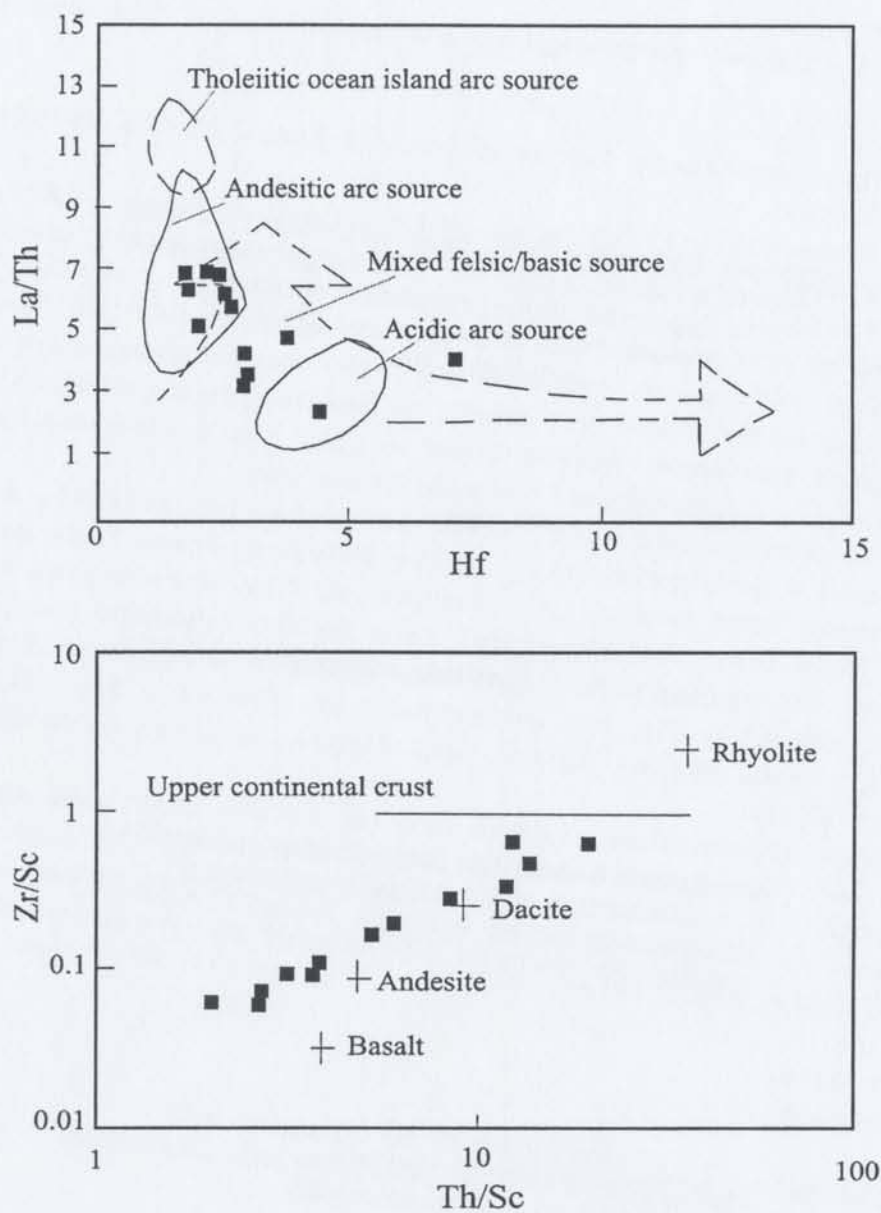 15
13
11
9
7
5
3
1
La/Th
Tholeiitic ocean island arc source
Andesitic arc source
Mixed felsic/basic source
Acidic arc source
0
5
10
15
Hf
10
1
0.1
0.01
Zr/Sc
Rhyolite
Upper continental crust
Dacite
Andesite
Basalt
1
10
100
Th/Sc